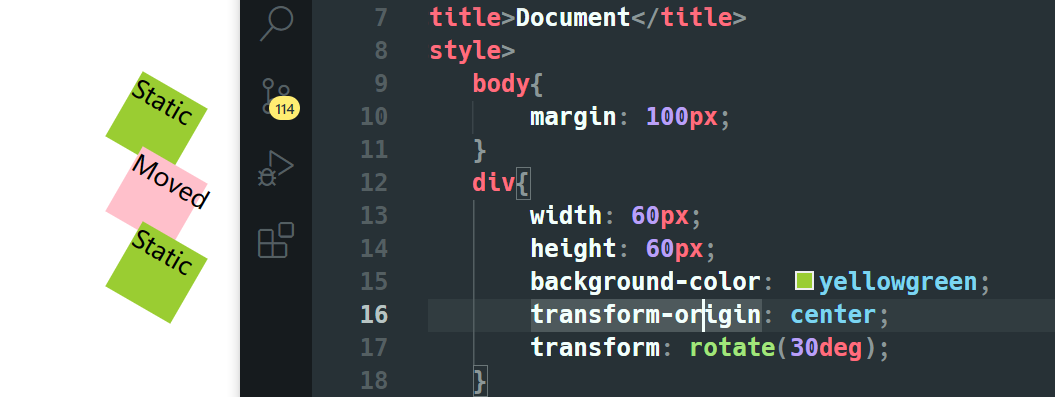 Static
Moved
Static
114
7 title>Document</title>
8 style>
9 body{
10 margin: 100px;
11 }
12 div{
13 width: 60px;
14 height: 60px;
15 background-color: yellowgreen;
16 transform-origin: center;
17 transform: rotate(30deg);
18 }